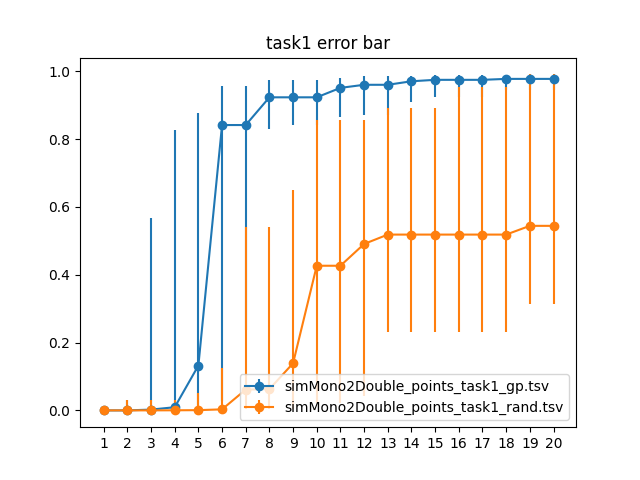 task1 error bar
1.0
0.8
0.6
0.4
0.2
0.0
simMono2Double_points_task1_gp.tsv
simMono2Double_points_task1_rand.tsv
1 2 3 4 5 6 7 8 9 10 11 12 13 14 15 16 17 18 19 20